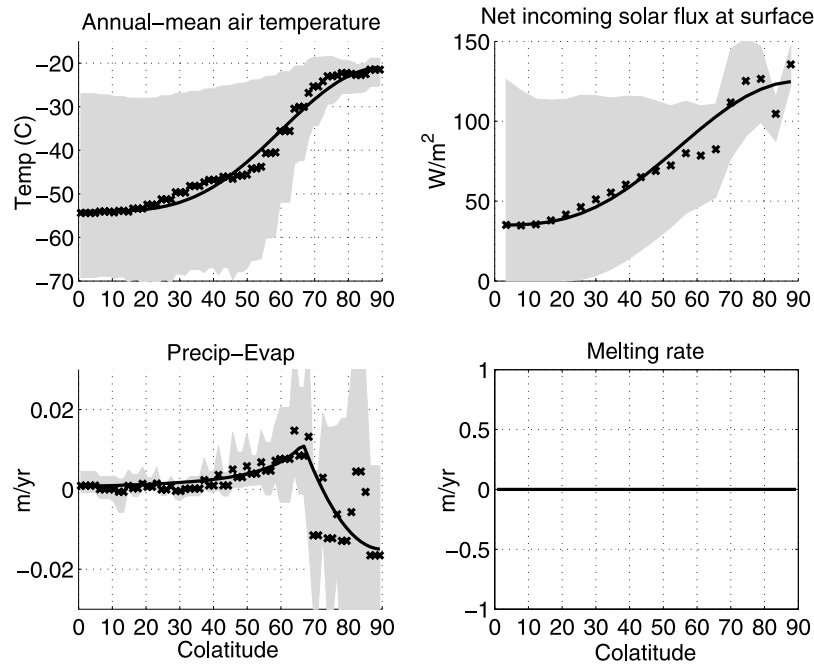 Annual−mean air temperature
Temp (C)
−20
−30
−40
−50
−60
−70
0 10 20 30 40 50 60 70 80 90
Net incoming solar flux at surface
W/m²
150
100
50
0
0 10 20 30 40 50 60 70 80 90
Precip−Evap
m/yr
0.02
0
−0.02
0 10 20 30 40 50 60 70 80 90
Colatitude
Melting rate
m/yr
1
0.5
0
−0.5
−1
0 10 20 30 40 50 60 70 80 90
Colatitude